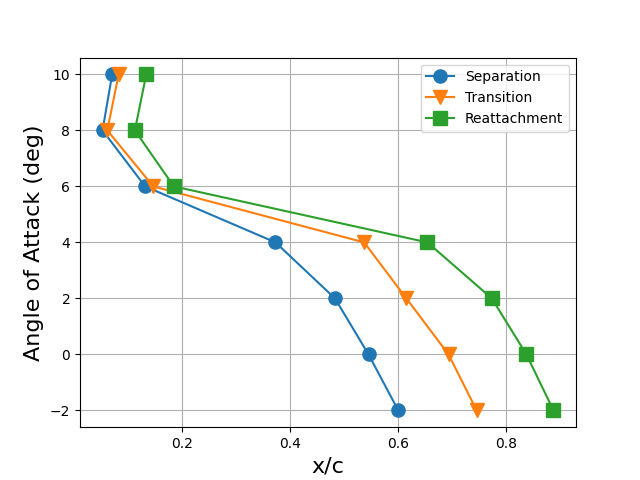 10
8
6
4
2
0
−2
Angle of Attack (deg)
Separation
Transition
Reattachment
0.2 0.4 0.6 0.8
x/c